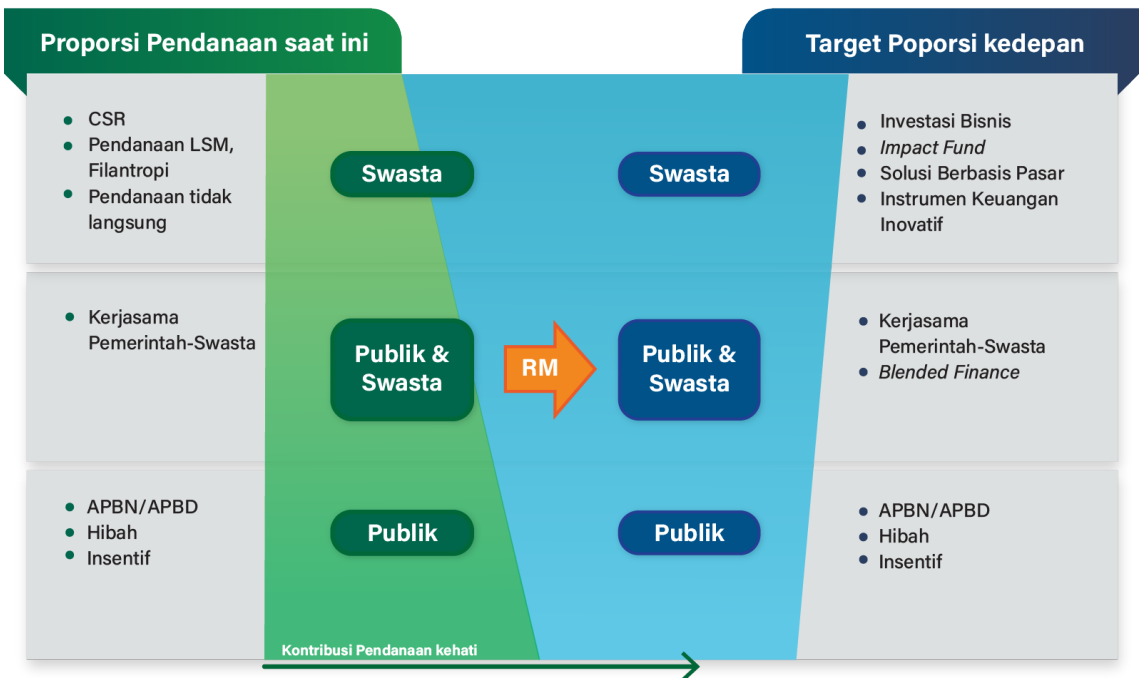 Proporsi Pendanaan saat ini
Target Poporsi kedepan
CSR
Pendanaan LSM,
Filantropi
Pendanaan tidak
langsung
Swasta
Swasta
Investasi Bisnis
Impact Fund
Solusi Berbasis Pasar
Instrumen Keuangan
Inovatif
Kerjasama
Pemerintah-Swasta
Publik &
Swasta
RM
Publik &
Swasta
Kerjasama
Pemerintah-Swasta
Blended Finance
APBN/APBD
Hibah
Insentif
Publik
Publik
APBN/APBD
Hibah
Insentif
Kontribusi Pendanaan kehati